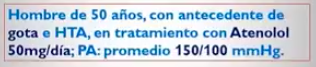 Hombre de 50 años, con antecedente de
gota e HTA, en tratamiento con Atenolol
50mg/día; PA: promedio 150/100 mmHg.